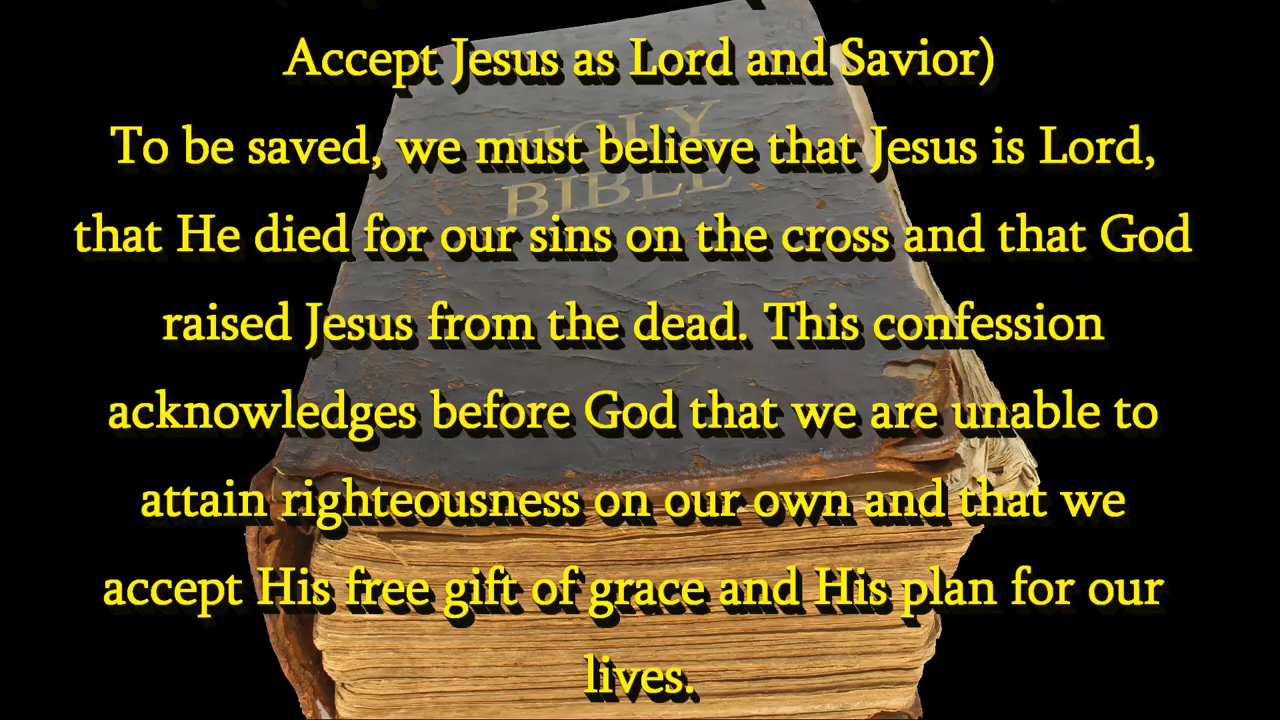 Accept Jesus as Lord and Savior)
To be saved, we must believe that Jesus is Lord,
that He died for our sins on the cross and that God
raised Jesus from the dead. This confession
acknowledges before God that we are unable to
attain righteousness on our own and that we
accept His free gift of grace and His plan for our
lives.
HOLY
BIBLE